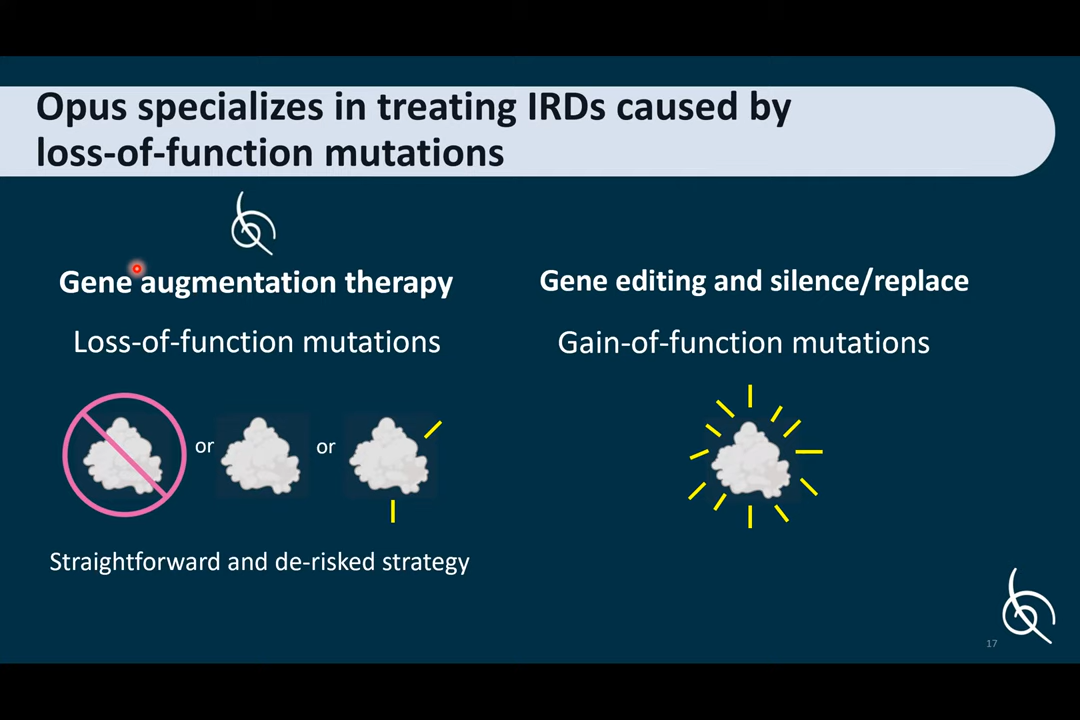 Opus specializes in treating IRDs caused by
loss-of-function mutations
Gene augmentation therapy
Loss-of-function mutations
or
or
Straightforward and de-risked strategy
Gene editing and silence/replace
Gain-of-function mutations
17